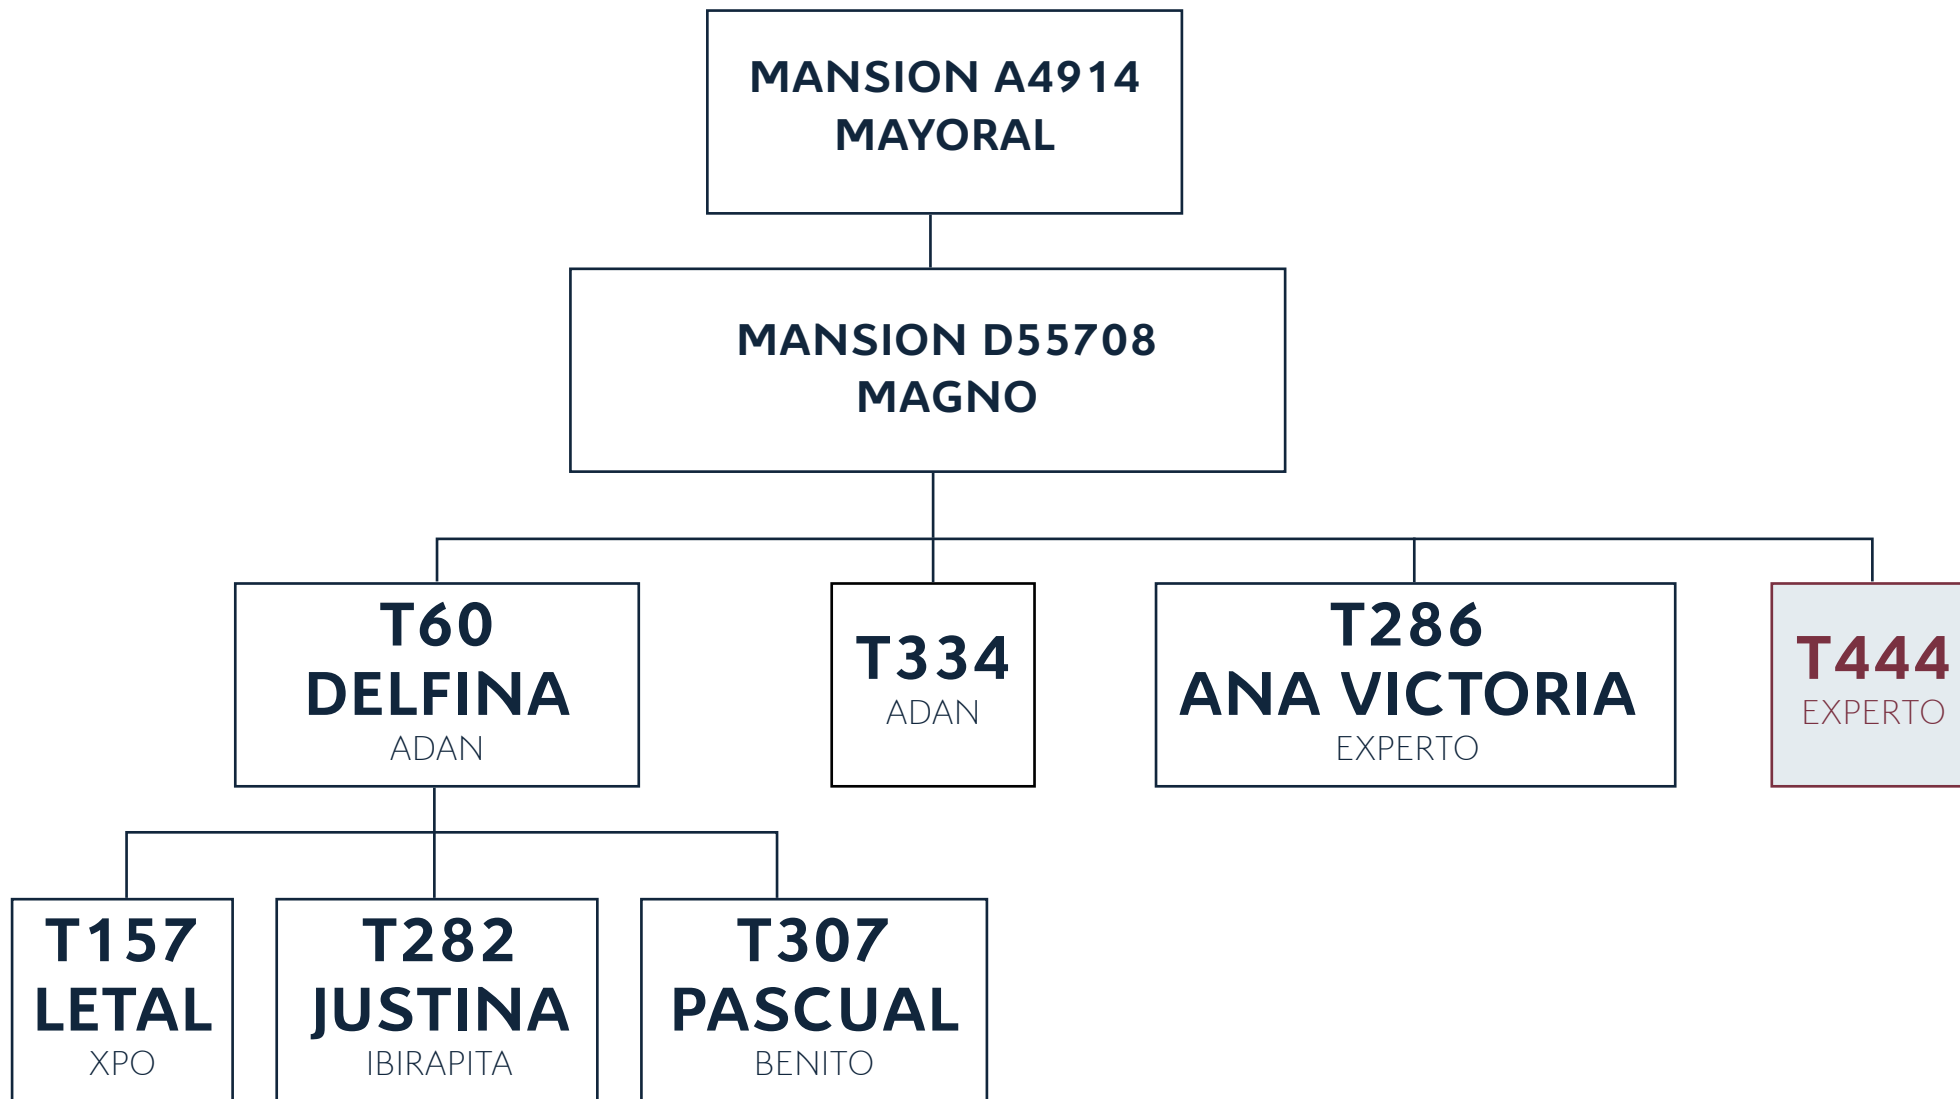 MANSION A4914
MAYORAL
MANSION D55708
MAGNO
T60
DELFINA
ADAN
T334
ADAN
T286
ANA VICTORIA
EXPERTO
T444
EXPERTO
T157
LETAL
XPO
T282
JUSTINA
IBIRAPITA
T307
PASCUAL
BENITO